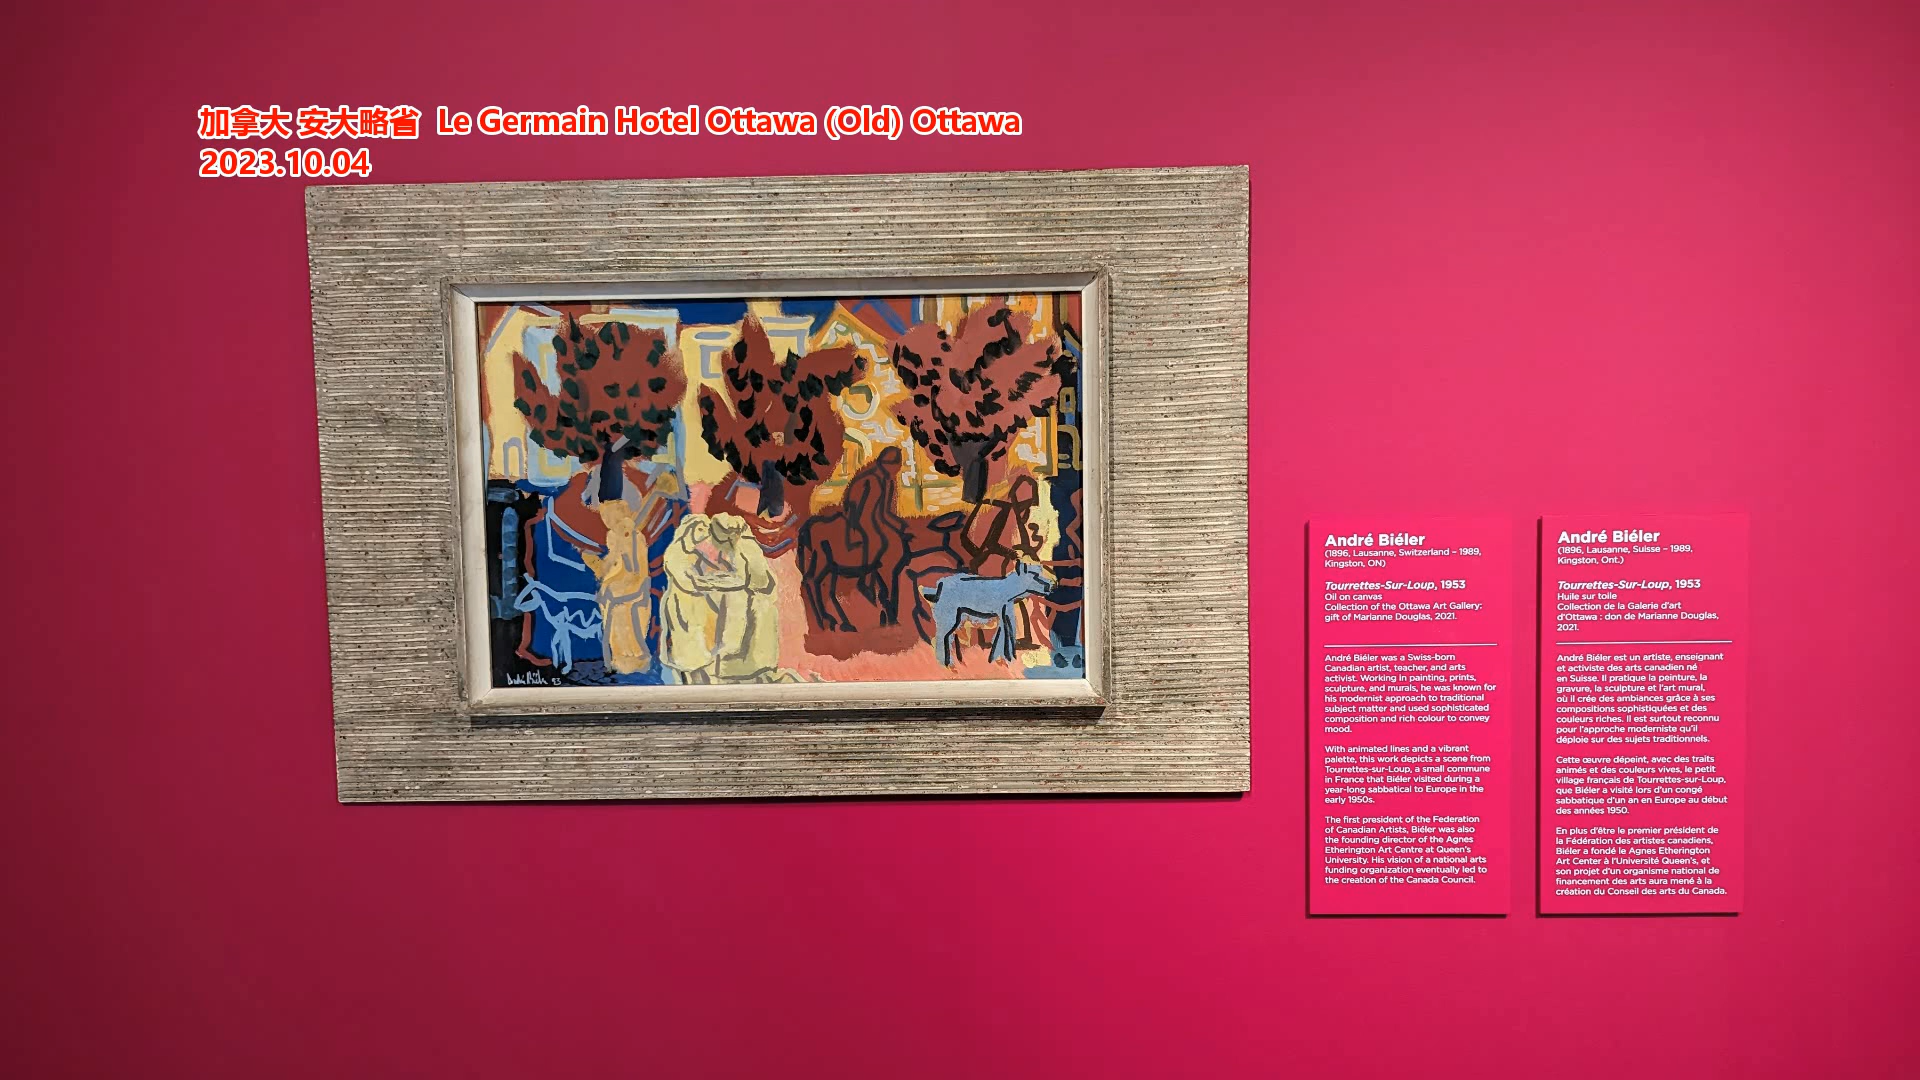 加拿大 安大略省 Le Germain Hotel Ottawa (Old) Ottawa
2023.10.04
André Biéler
(1896, Lausanne, Switzerland – 1989,
Kingston, ON)
Tourrettes-Sur-Loup, 1953
Oil on canvas
Collection of the Ottawa Art Gallery:
gift of Marianne Douglas, 2021.
André Biéler was a Swiss-born
Canadian artist, teacher, and arts
activist. Working in painting, prints,
sculpture, and murals, he was known for
his modernist approach to traditional
subject matter and used sophisticated
composition and rich colour to convey
mood.
With animated lines and a vibrant
palette, this work depicts a scene from
Tourrettes-sur-Loup, a small commune
in France that Biéler visited during a
year-long sabbatical to Europe in the
early 1950s.
The first president of the Federation
of Canadian Artists, Biéler was also
the founding director of the Agnes
Etherington Art Centre at Queen's
University. His vision of a national arts
funding organization eventually led to
the creation of the Canada Council.
André Biéler
(1896, Lausanne, Suisse – 1989,
Kingston, Ont.)
Tourrettes-Sur-Loup, 1953
Huile sur toile
Collection de la Galerie d'art
d'Ottawa : don de Marianne Douglas,
2021.
André Biéler est un artiste, enseignant
et activiste des arts canadien né
en Suisse. Il pratique la peinture, la
gravure, la sculpture et l'art mural,
où il crée des ambiances grâce à ses
compositions sophistiquées et des
couleurs riches. Il est surtout reconnu
pour l'approche moderniste qu'il
déploie sur des sujets traditionnels.
Cette œuvre dépeint, avec des traits
animés et des couleurs vives, le petit
village français de Tourrettes-sur-Loup,
que Biéler a visité lors d'un congé
sabbatique d'un an en Europe au début
des années 1950.
En plus d'être le premier président de
la Fédération des artistes canadiens,
Biéler a fondé le Agnes Etherington
Art Center à l'Université Queen's, et
son projet d'un organisme national de
financement des arts aura mené à la
création du Conseil des arts du Canada.